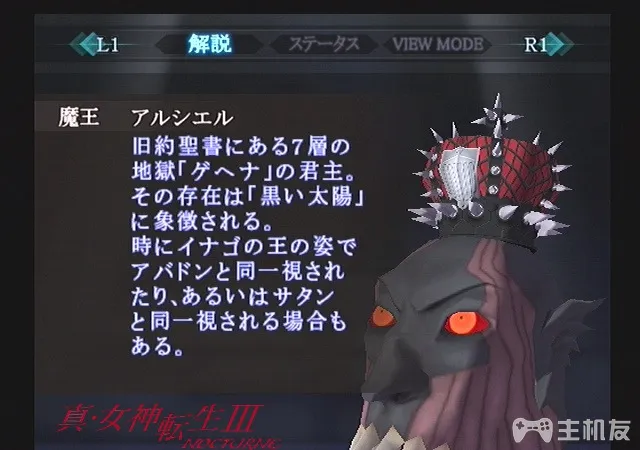 L1 解説 ステータス VIEW MODE R1
魔王 アルシエル
旧約聖書にある7層の
地獄「ゲヘナ」の君主。
その存在は「黒い太陽」
に象徴される。
時にイナゴの王の姿で
アバドンと同一視され
たり、あるいはサタン
と同一視される場合も
ある。
真・女神転生III
NOCTURNE
主机友